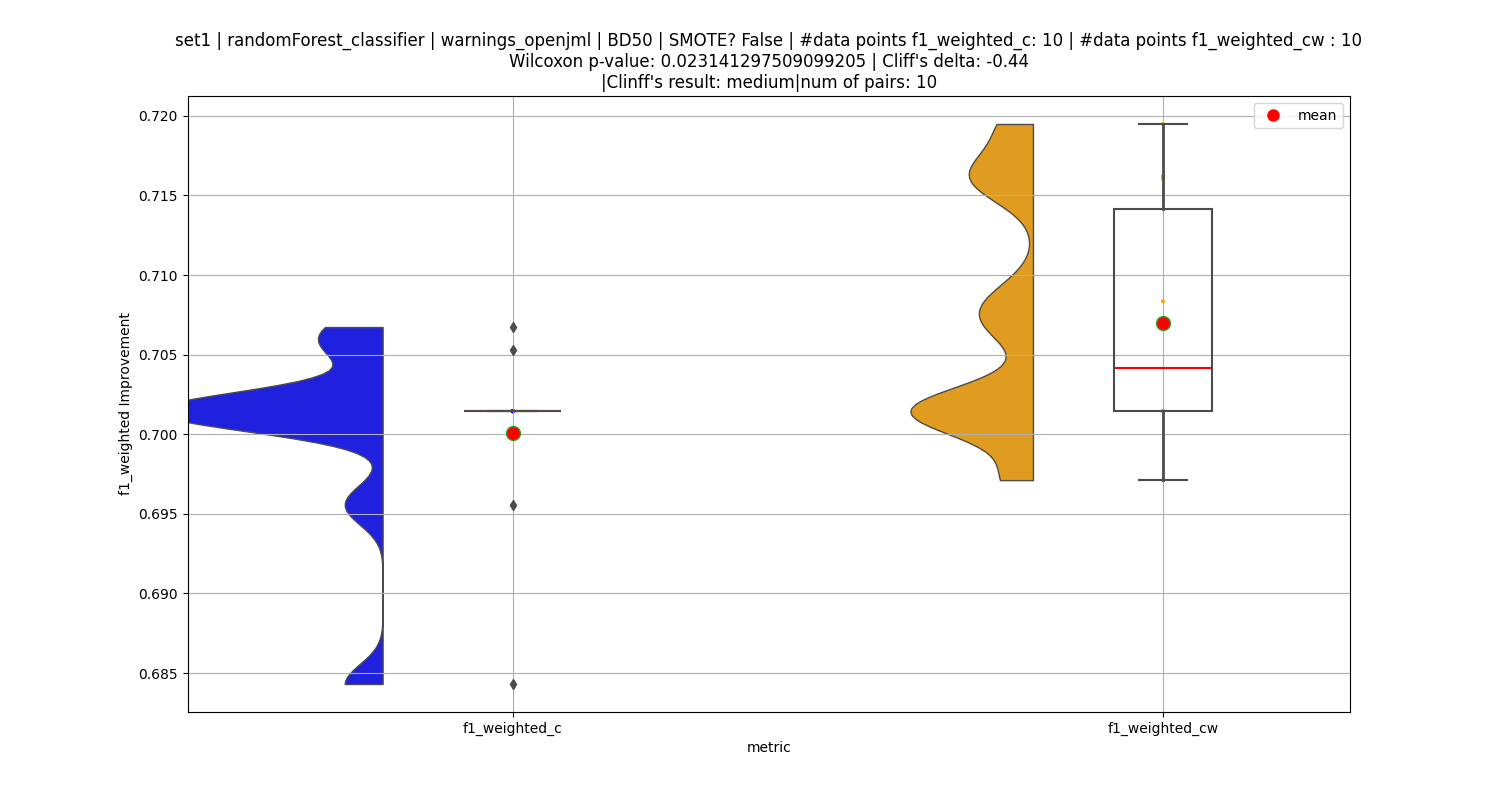 set1 | randomForest_classifier | warnings_openjml | BD50 | SMOTE? False | #data points f1_weighted_c: 10 | #data points f1_weighted_cw : 10
Wilcoxon p-value: 0.023141297509099205 | Cliff's delta: -0.44
|Clinff's result: medium|num of pairs: 10
mean
0.720
0.715
0.710
0.705
0.700
0.695
0.690
0.685
f1_weighted Improvement
f1_weighted_c
f1_weighted_cw
metric